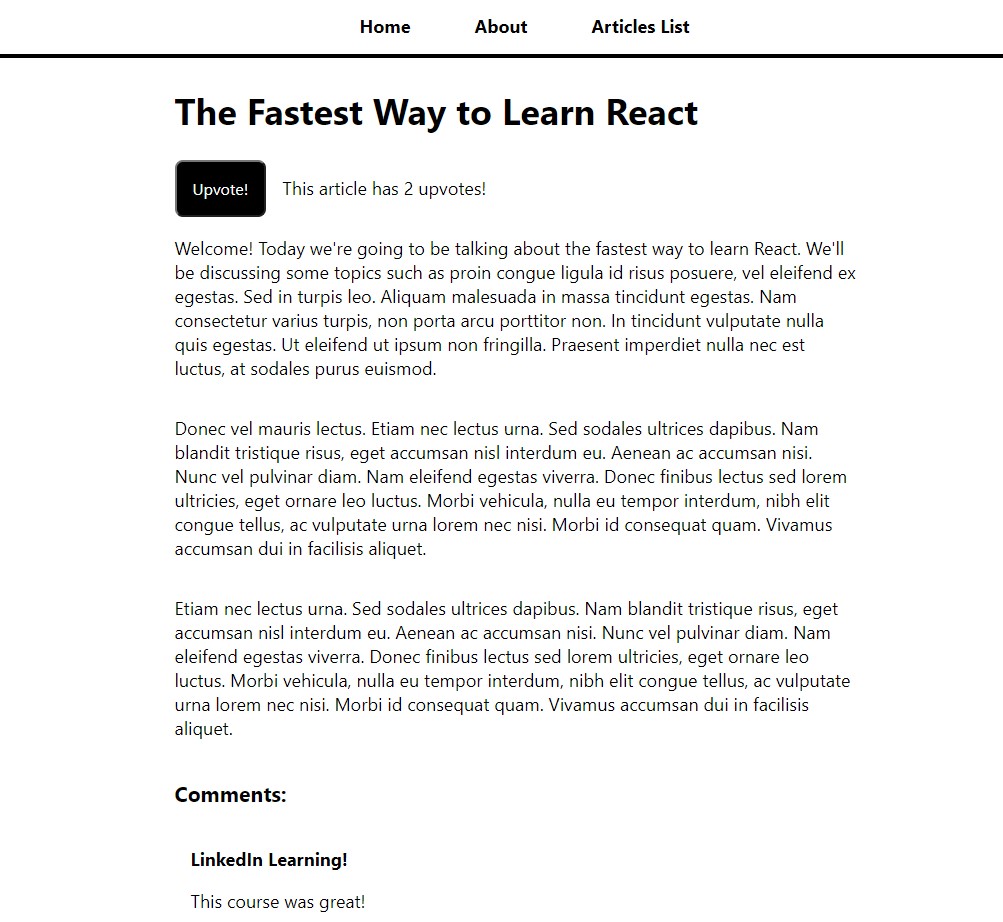 Home About Articles List
The Fastest Way to Learn React
Upvote! This article has 2 upvotes!
Welcome! Today we're going to be talking about the fastest way to learn React. We'll
be discussing some topics such as proin congue ligula id risus posuere, vel eleifend ex
egestas. Sed in turpis leo. Aliquam malesuada in massa tincidunt egestas. Nam
consectetur varius turpis, non porta arcu porttitor non. In tincidunt vulputate nulla
quis egestas. Ut eleifend ut ipsum non fringilla. Praesent imperdiet nulla nec est
luctus, at sodales purus euismod.
Donec vel mauris lectus. Etiam nec lectus urna. Sed sodales ultrices dapibus. Nam
blandit tristique risus, eget accumsan nisl interdum eu. Aenean ac accumsan nisi.
Nunc vel pulvinar diam. Nam eleifend egestas viverra. Donec finibus lectus sed lorem
ultricies, eget ornare leo luctus. Morbi vehicula, nulla eu tempor interdum, nibh elit
congue tellus, ac vulputate urna lorem nec nisi. Morbi id consequat quam. Vivamus
accumsan dui in facilisis aliquet.
Etiam nec lectus urna. Sed sodales ultrices dapibus. Nam blandit tristique risus, eget
accumsan nisl interdum eu. Aenean ac accumsan nisi. Nunc vel pulvinar diam. Nam
eleifend egestas viverra. Donec finibus lectus sed lorem ultricies, eget ornare leo
luctus. Morbi vehicula, nulla eu tempor interdum, nibh elit congue tellus, ac vulputate
urna lorem nec nisi. Morbi id consequat quam. Vivamus accumsan dui in facilisis
aliquet.
Comments:
LinkedIn Learning!
This course was great!